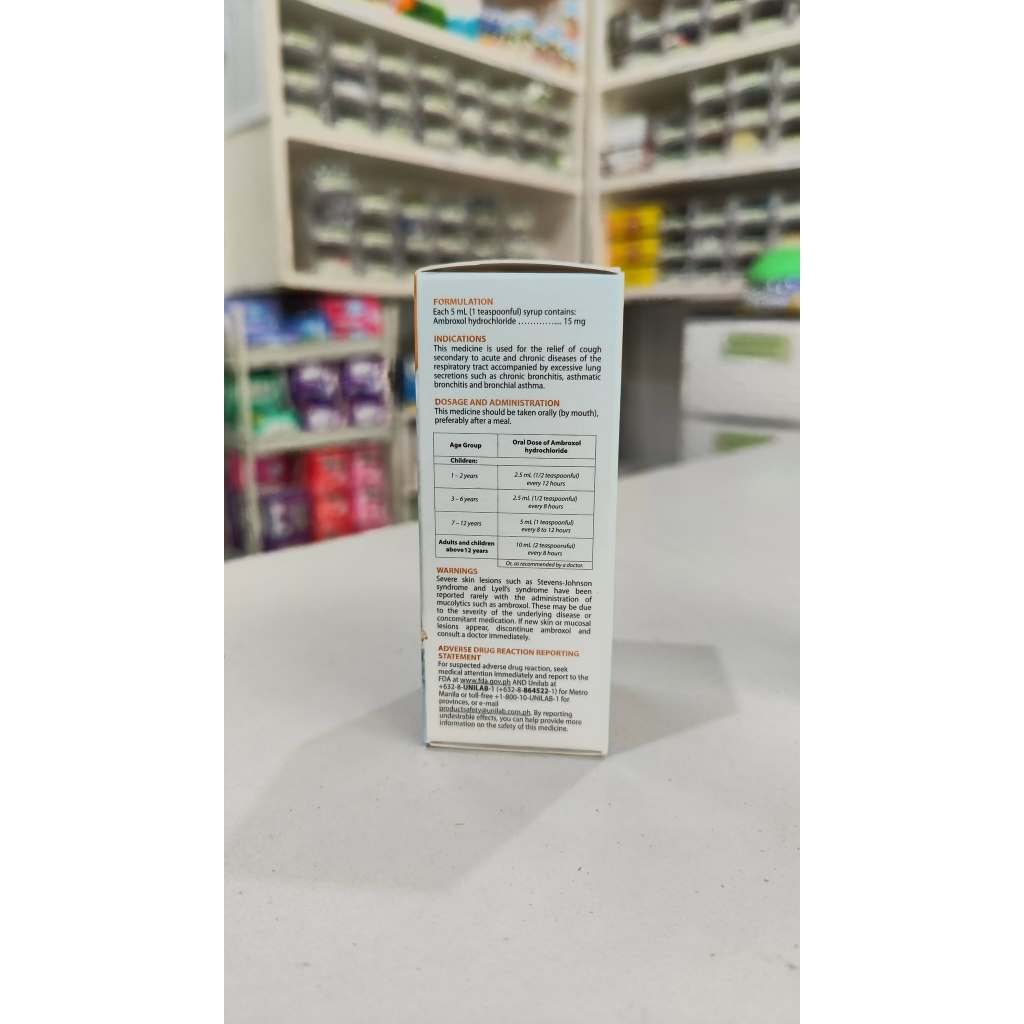 FORMULATION
Each 5 mL (1 teaspoonful) syrup contains:
Ambroxol hydrochloride ................ 15 mg
INDICATIONS
This medicine is used for the relief of cough
secondary to acute and chronic diseases of the
respiratory tract accompanied by excessive lung
secretions such as chronic bronchitis, asthmatic
bronchitis and bronchial asthma.
DOSAGE AND ADMINISTRATION
This medicine should be taken orally (by mouth),
preferably after a meal.
Age Group
Oral Dose of Ambroxol
hydrochloride
Children:
1 – 2 years
2.5 mL (1/2 teaspoonful)
every 12 hours
3 – 6 years
2.5 mL (1/2 teaspoonful)
every 8 hours
7 – 12 years
5 mL (1 teaspoonful)
every 8 to 12 hours
Adults and children
above 12 years
10 mL (2 teaspoonsful)
every 8 hours
Or, as recommended by a doctor.
WARNINGS
Severe skin lesions such as Stevens-Johnson
syndrome and Lyell's syndrome have been
reported rarely with the administration of
mucolytics such as ambroxol. These may be due
to the severity of the underlying disease or
concomitant medication. If new skin or mucosal
lesions appear, discontinue ambroxol and
consult a doctor immediately.
ADVERSE DRUG REACTION REPORTING
STATEMENT
For suspected adverse drug reaction, seek
medical attention immediately and report to the
FDA at www.fda.gov.ph AND Unilab at
+632-8-UNILAB-1 (+632-8-864522-1) for Metro
Manila or toll-free +1-800-10-UNILAB-1 for
provinces, or e-mail
productsafety@unilab.com.ph. By reporting
undesirable effects, you can help provide more
information on the safety of this medicine.